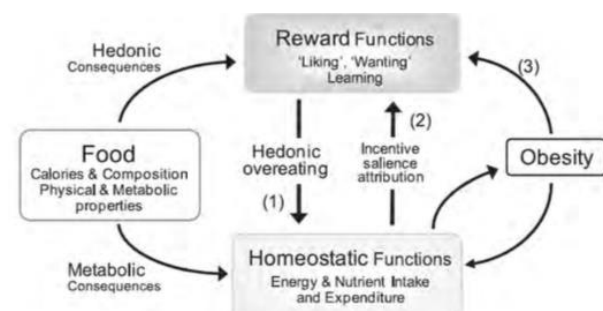 Reward Functions
'Liking', 'Wanting'
Learning
Hedonic
Consequences
(3)
(2)
Food
Calories & Composition
Physical & Metabolic
properties
Hedonic
overeating
(1)
Incentive
salience
attribution
Obesity
Metabolic
Consequences
Homeostatic Functions
Energy & Nutrient Intake
and Expenditure